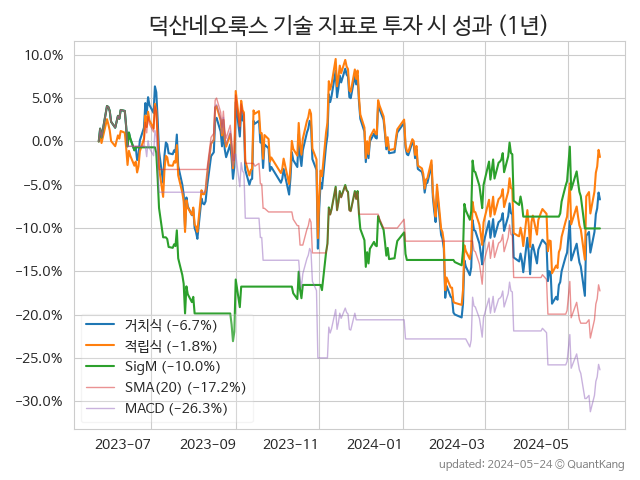 덕산네오룩스 기술 지표로 투자 시 성과 (1년)
10.0%
5.0%
0.0%
−5.0%
−10.0%
−15.0%
−20.0%
−25.0%
−30.0%
거치식 (−6.7%)
적립식 (−1.8%)
SigM (−10.0%)
SMA(20) (−17.2%)
MACD (−26.3%)
2023-07 2023-09 2023-11 2024-01 2024-03 2024-05
updated: 2024-05-24 © QuantKang